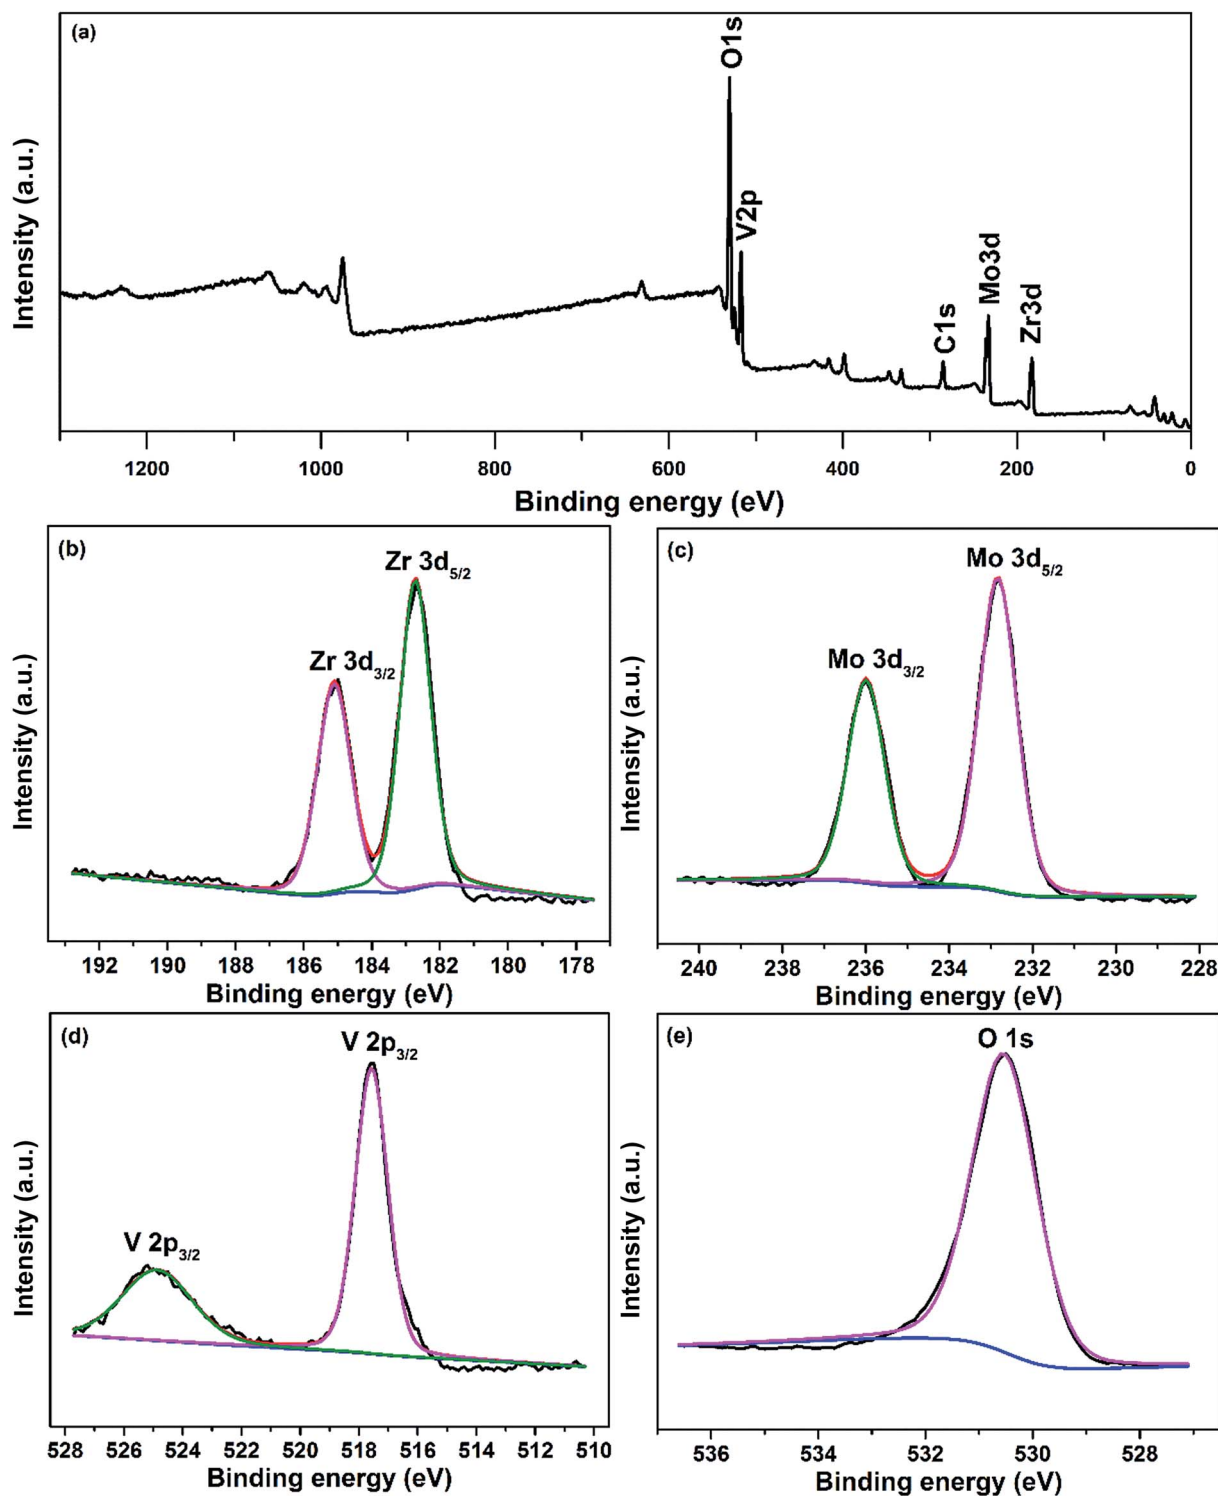 (a)
O1s
V2p
C1s
Mo3d
Zr3d
Intensity (a.u.)
1200 1000 800 600 400 200 0
Binding energy (eV)
(b)
Zr 3d5/2
Zr 3d3/2
Intensity (a.u.)
192 190 188 186 184 182 180 178
Binding energy (eV)
(c)
Mo 3d5/2
Mo 3d3/2
Intensity (a.u.)
240 238 236 234 232 230 228
Binding energy (eV)
(d)
V 2p3/2
V 2p3/2
Intensity (a.u.)
528 526 524 522 520 518 516 514 512 510
Binding energy (eV)
(e)
O 1s
Intensity (a.u.)
536 534 532 530 528
Binding energy (eV)